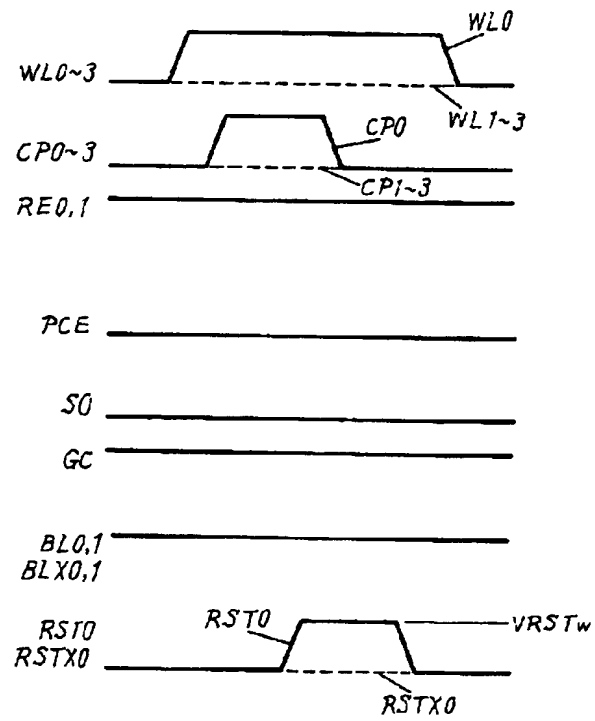 WL0
WL0~3
WL1~3
CP0
CP0~3
CP1~3
RE0,1
PCE
S0
GC
BL0,1
BLX0,1
RST0
VRSTW
RST0
RSTX0
RSTX0